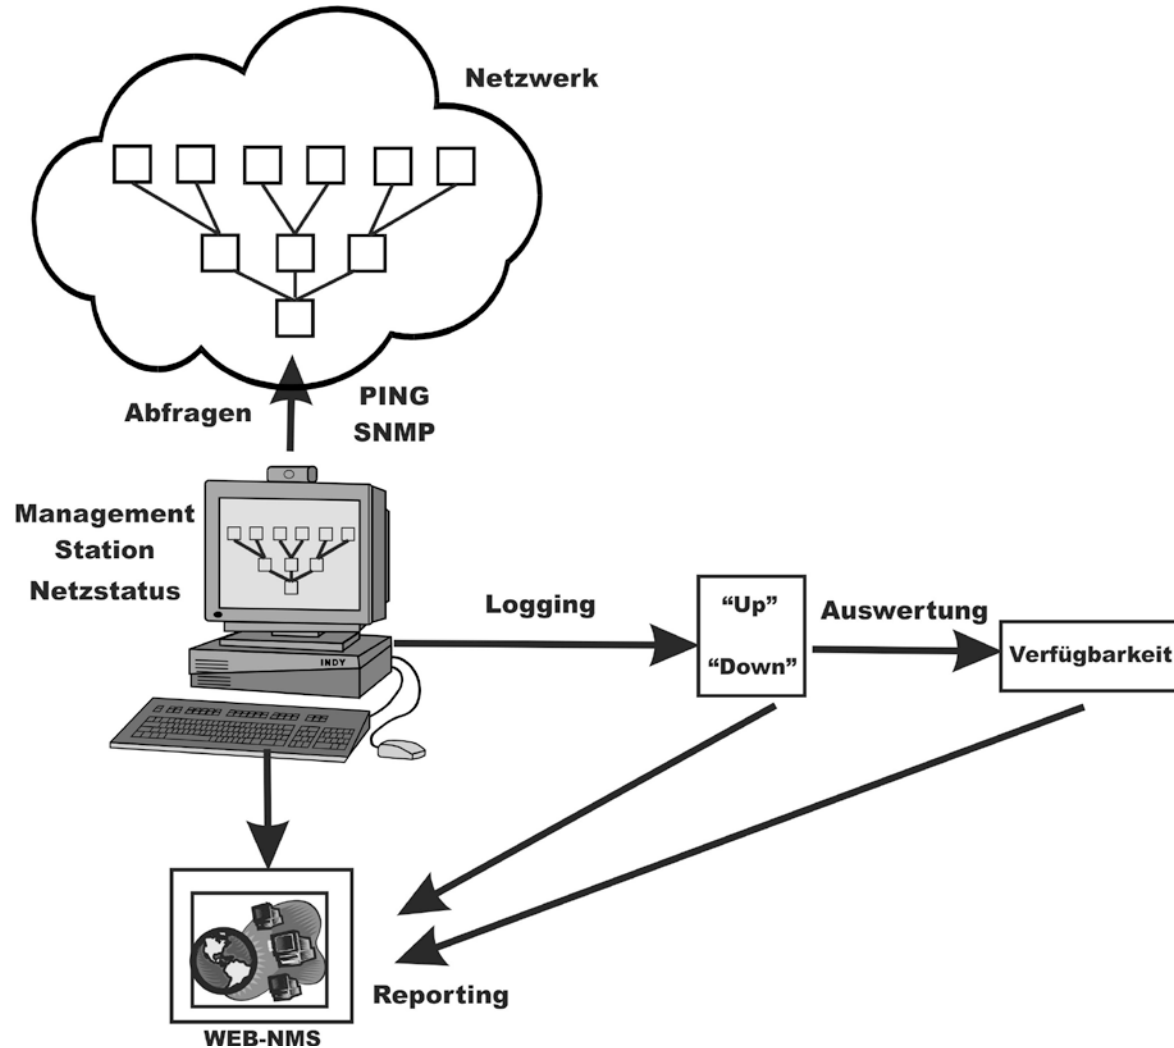 Netzwerk
Abfragen
PING
SNMP
Management
Station
Netzstatus
INDY
Logging
“Up”
“Down”
Auswertung
Verfügbarkeit
Reporting
WEB-NMS